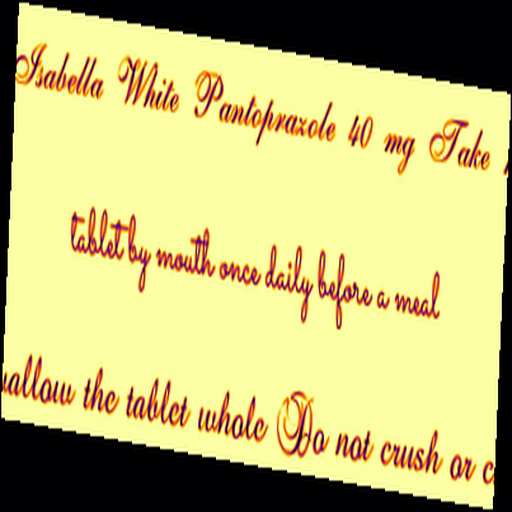 Isabella White Pantoprazole 40 mg Take
tablet by mouth once daily before a meal
the tablet whole Do not crush or